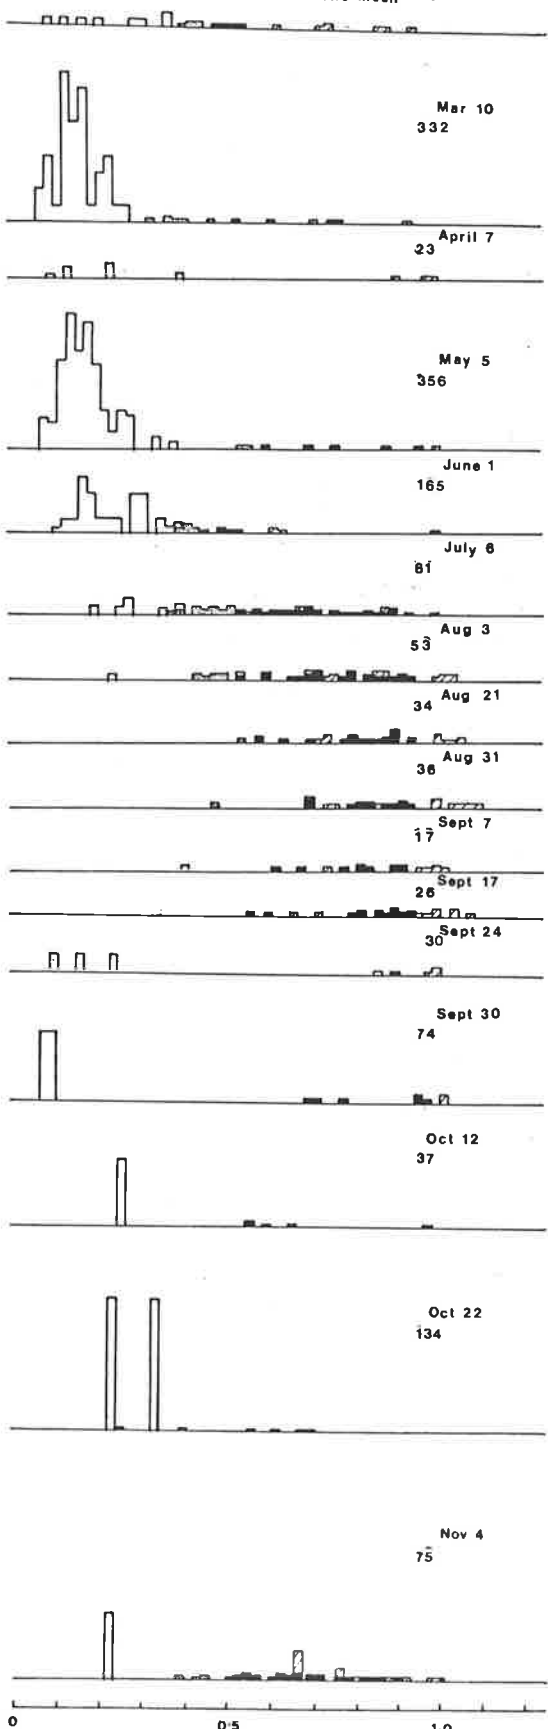 Mar 10
332
April 7
23
May 5
356
June 1
165
July 6
81
Aug 3
53
Aug 21
34
Aug 31
36
Sept 7
17
Sept 17
26
Sept 24
30
Sept 30
74
Oct 12
37
Oct 22
134
Nov 4
75
0 0·5 1.0